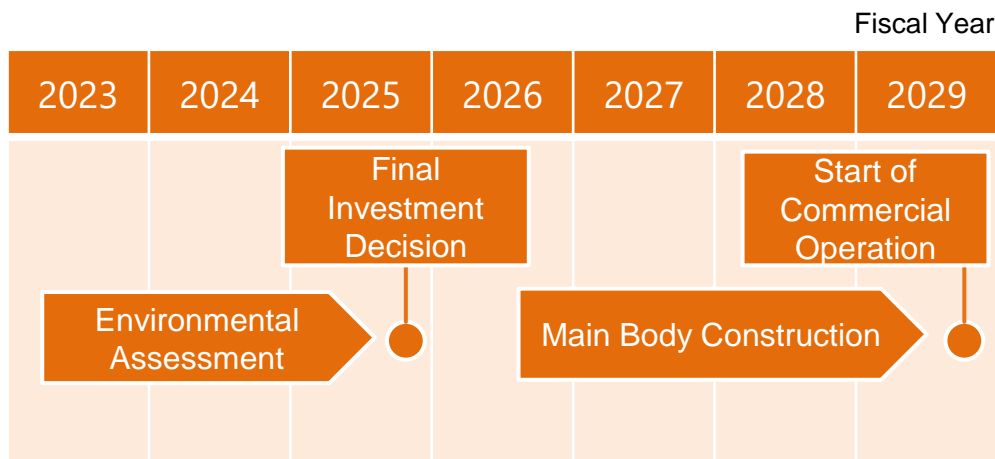 Fiscal Year
2023 2024 2025 2026 2027 2028 2029
Final
Investment
Decision
Start of
Commercial
Operation
Environmental
Assessment
Main Body Construction